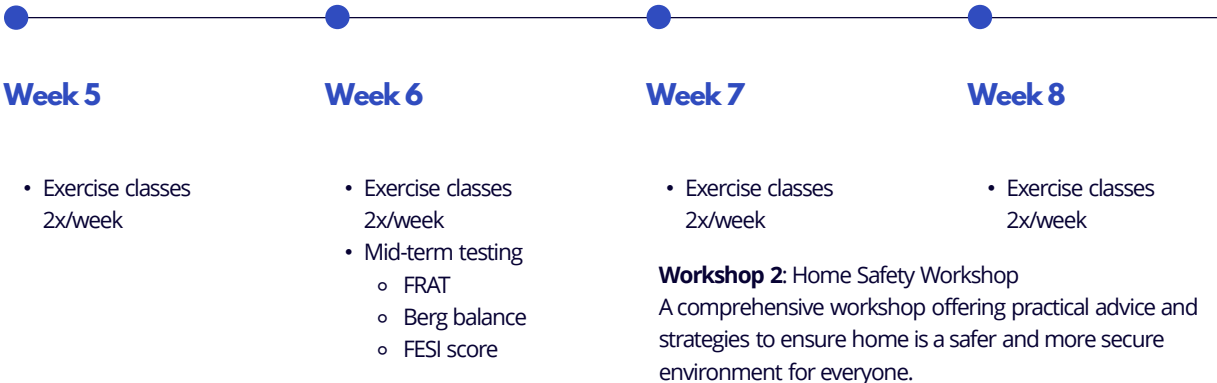 Week 5
• Exercise classes
2x/week
Week 6
• Exercise classes
2x/week
• Mid-term testing
◦ FRAT
◦ Berg balance
◦ FESI score
Week 7
• Exercise classes
2x/week
Week 8
• Exercise classes
2x/week
Workshop 2: Home Safety Workshop
A comprehensive workshop offering practical advice and
strategies to ensure home is a safer and more secure
environment for everyone.